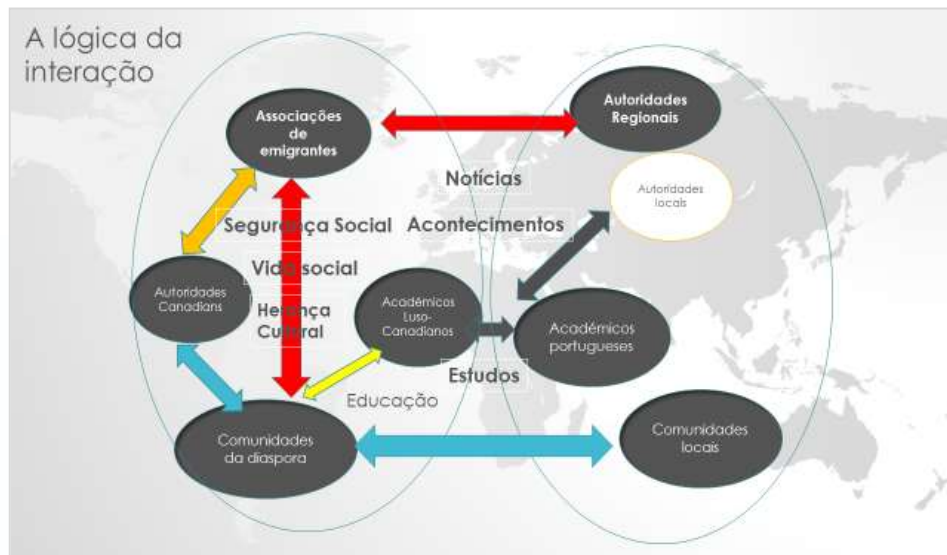 A lógica da
interação
Associações
de
emigrantes
Autoridades
Regionais
Notícias
Autoridades
locais
Segurança Social
Acontecimentos
Vida social
Autoridades
Canadians
Herança
Cultural
Académicos
Luso-
Canadianos
Académicos
portugueses
Estudos
Educação
Comunidades
da diaspora
Comunidades
locais